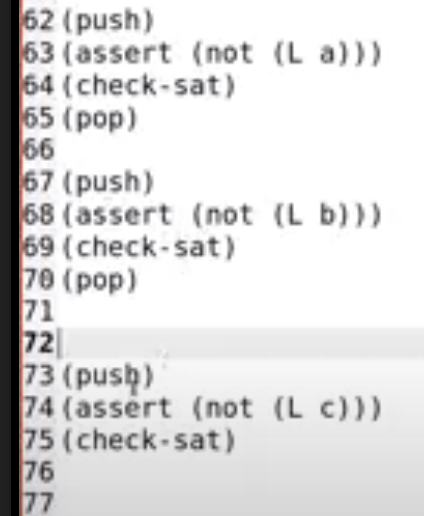 62 (push)
63 (assert (not (L a)))
64 (check-sat)
65 (pop)
66
67 (push)
68 (assert (not (L b)))
69 (check-sat)
70 (pop)
71
72
73 (push)
74 (assert (not (L c)))
75 (check-sat)
76
77